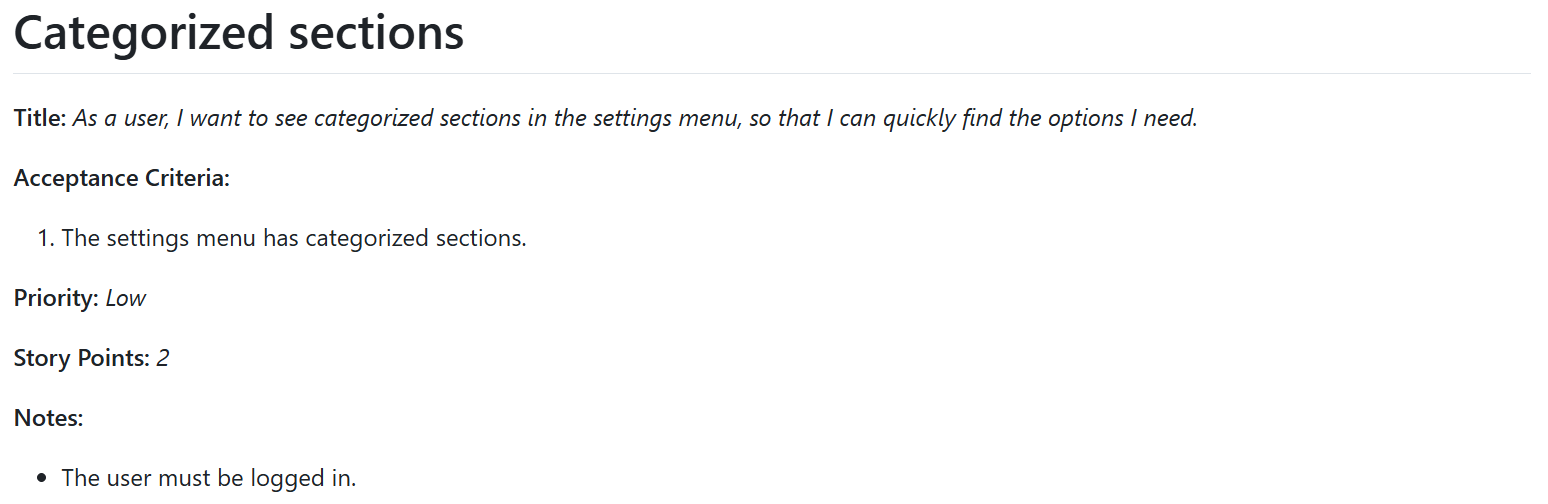 Categorized sections
Title: As a user, I want to see categorized sections in the settings menu, so that I can quickly find the options I need.
Acceptance Criteria:
1. The settings menu has categorized sections.
Priority: Low
Story Points: 2
Notes:
• The user must be logged in.